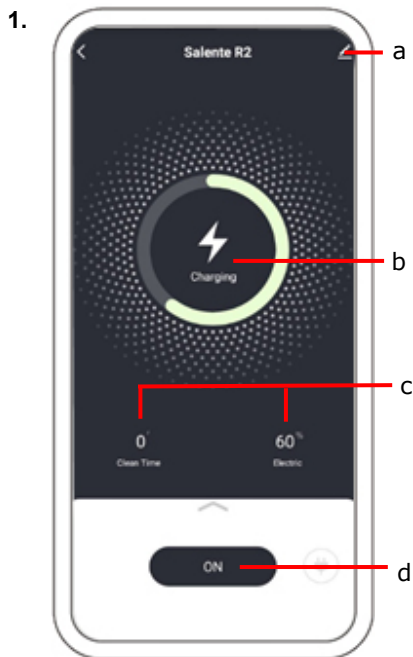 1.
Salente R2
a
b
Charging
c
0'
60%
Clean Time
Electric
ON
d